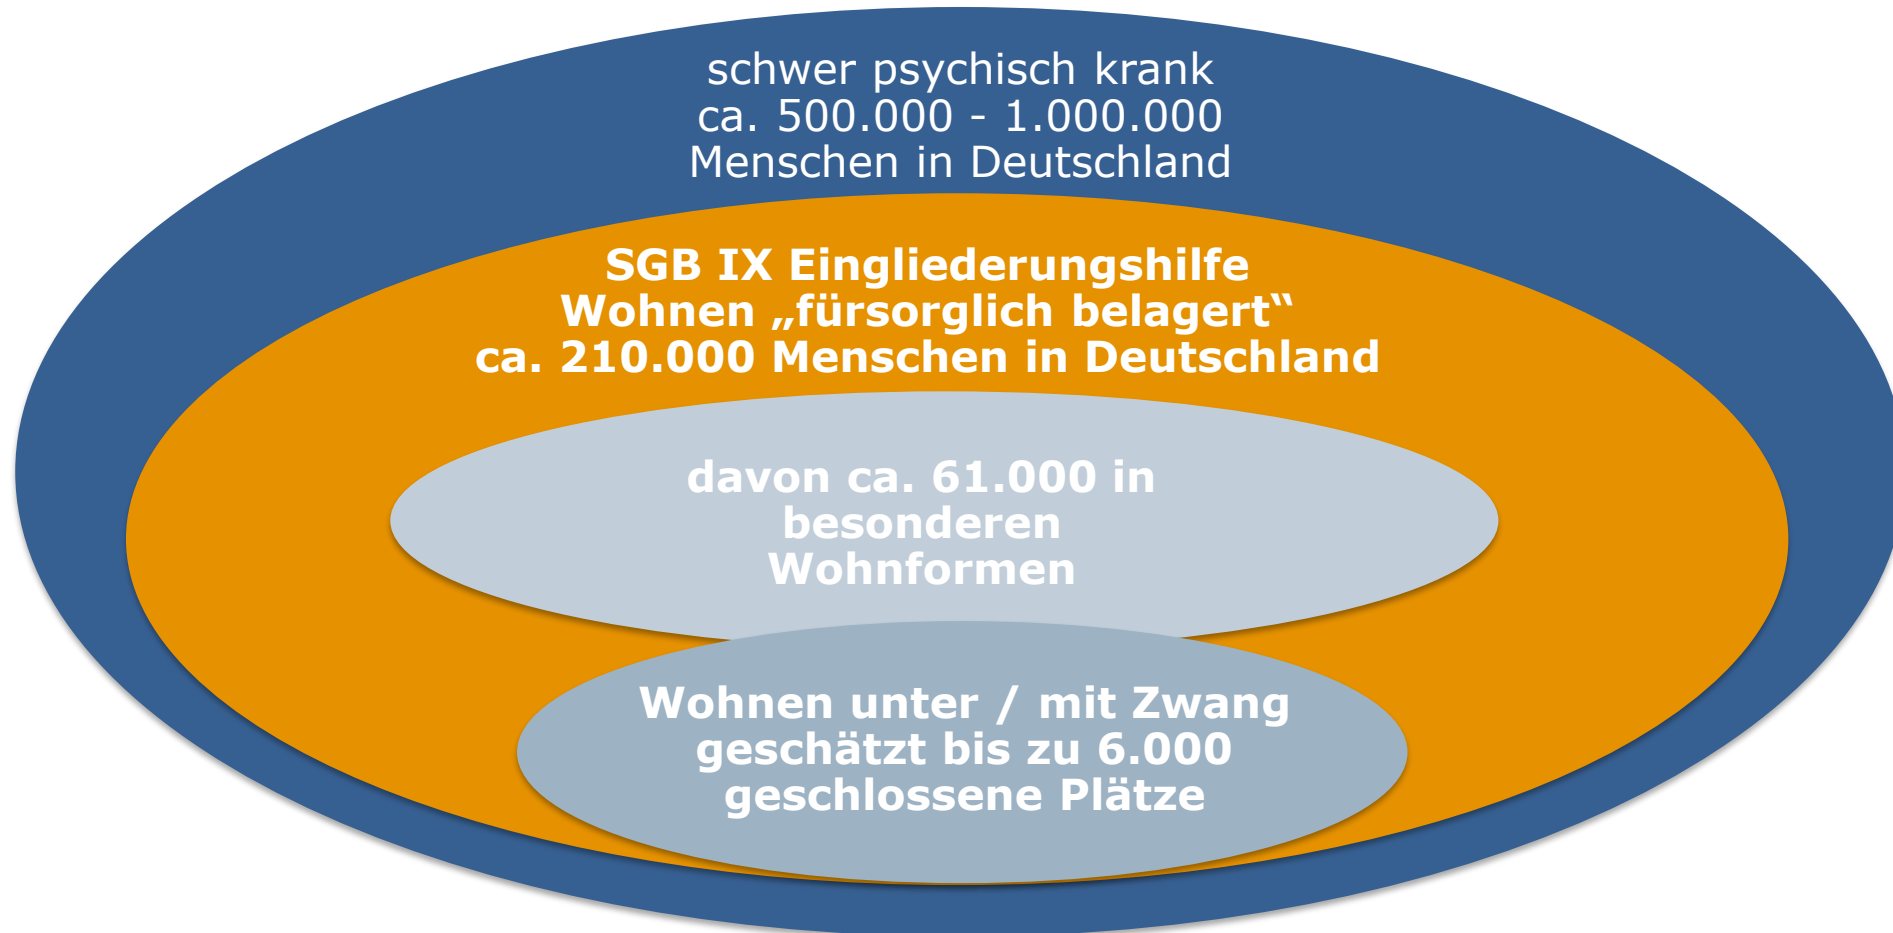 schwer psychisch krank
ca. 500.000 - 1.000.000
Menschen in Deutschland
SGB IX Eingliederungshilfe
Wohnen „fürsorglich belagert“
ca. 210.000 Menschen in Deutschland
davon ca. 61.000 in
besonderen
Wohnformen
Wohnen unter / mit Zwang
geschätzt bis zu 6.000
geschlossene Plätze